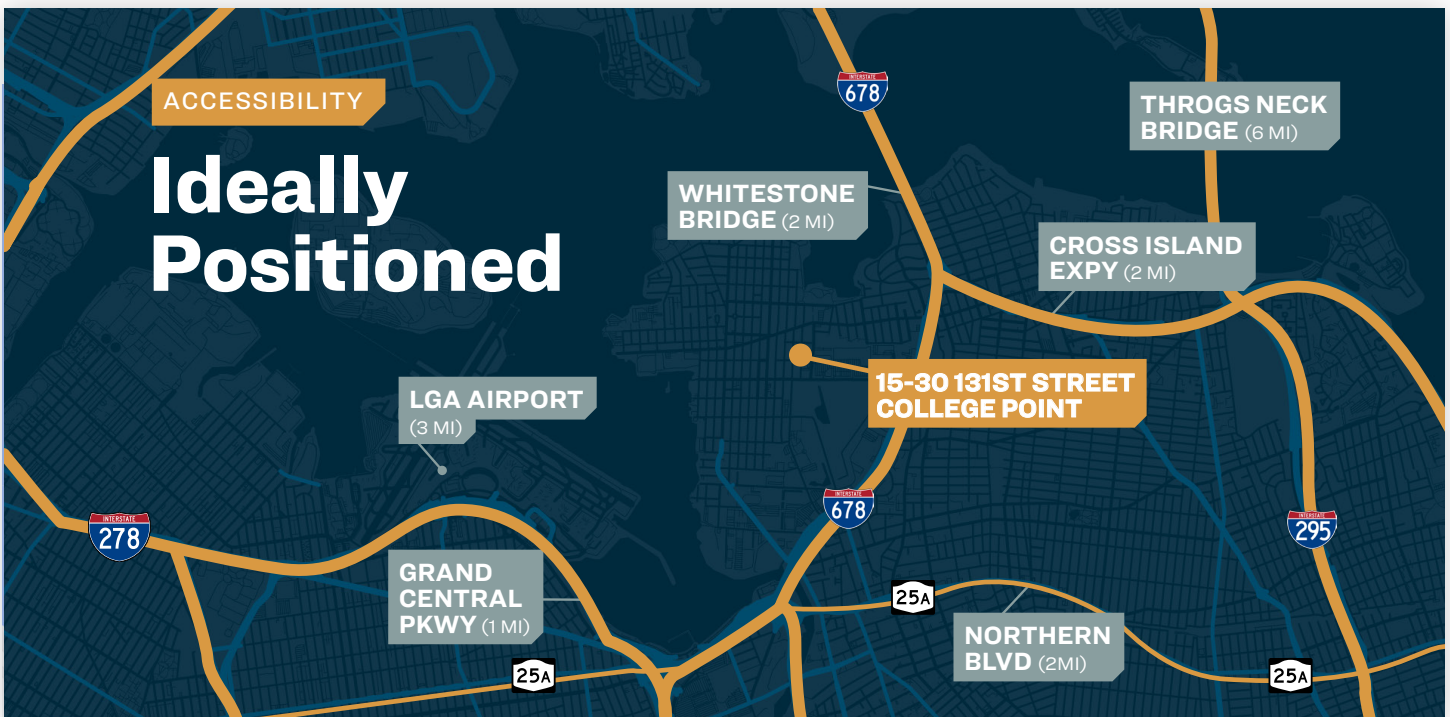 ACCESSIBILITY
Ideally
Positioned
INTERSTATE
678
THROGS NECK
BRIDGE (6 MI)
WHITESTONE
BRIDGE (2 MI)
CROSS ISLAND
EXPY (2 MI)
15-30 131ST STREET
COLLEGE POINT
LGA AIRPORT
(3 MI)
INTERSTATE
678
INTERSTATE
278
INTERSTATE
295
GRAND
CENTRAL
PKWY (1 MI)
25A
NORTHERN
BLVD (2MI)
25A
25A